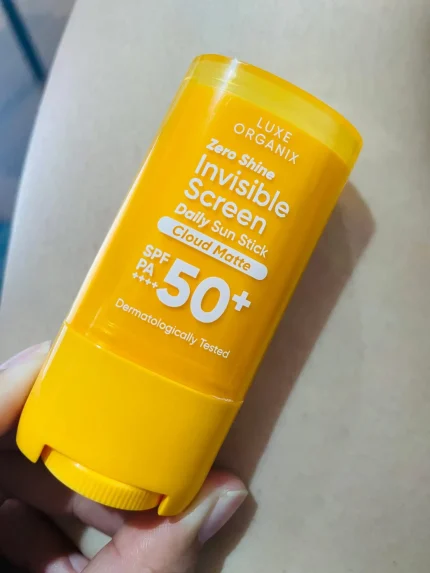 LUXE
ORGANIX
Zero Shine
Invisible
Screen
Daily Sun Stick
Cloud Matte
SPF
PA
++++
50+
Dermatologically Tested